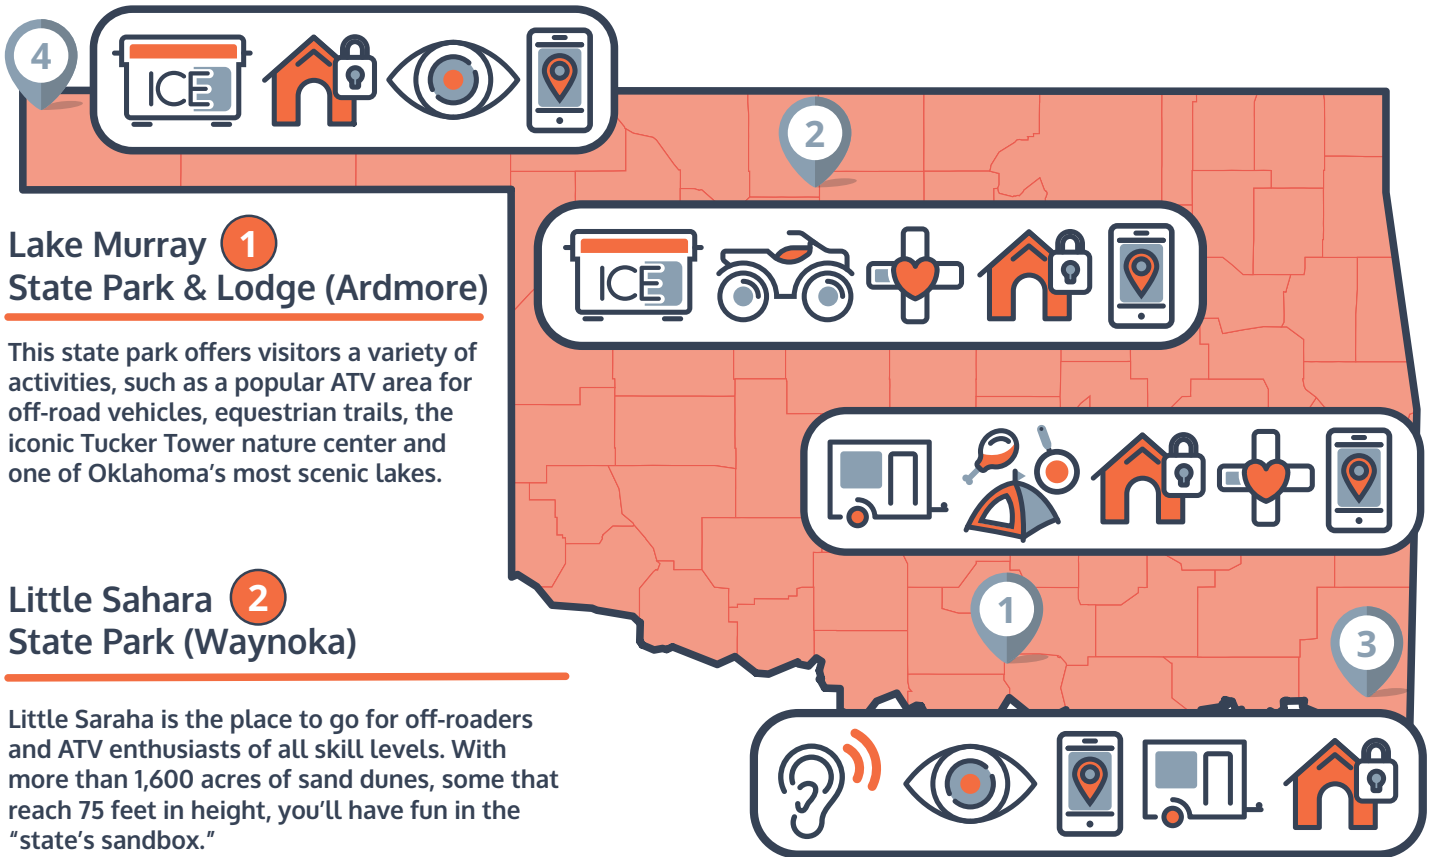 4
ICE
2
Lake Murray 1
State Park & Lodge (Ardmore)
ICE
This state park offers visitors a variety of
activities, such as a popular ATV area for
off-road vehicles, equestrian trails, the
iconic Tucker Tower nature center and
one of Oklahoma's most scenic lakes.
Little Sahara 2
State Park (Waynoka)
1
3
Little Saraha is the place to go for off-roaders
and ATV enthusiasts of all skill levels. With
more than 1,600 acres of sand dunes, some that
reach 75 feet in height, you'll have fun in the
“state's sandbox.”